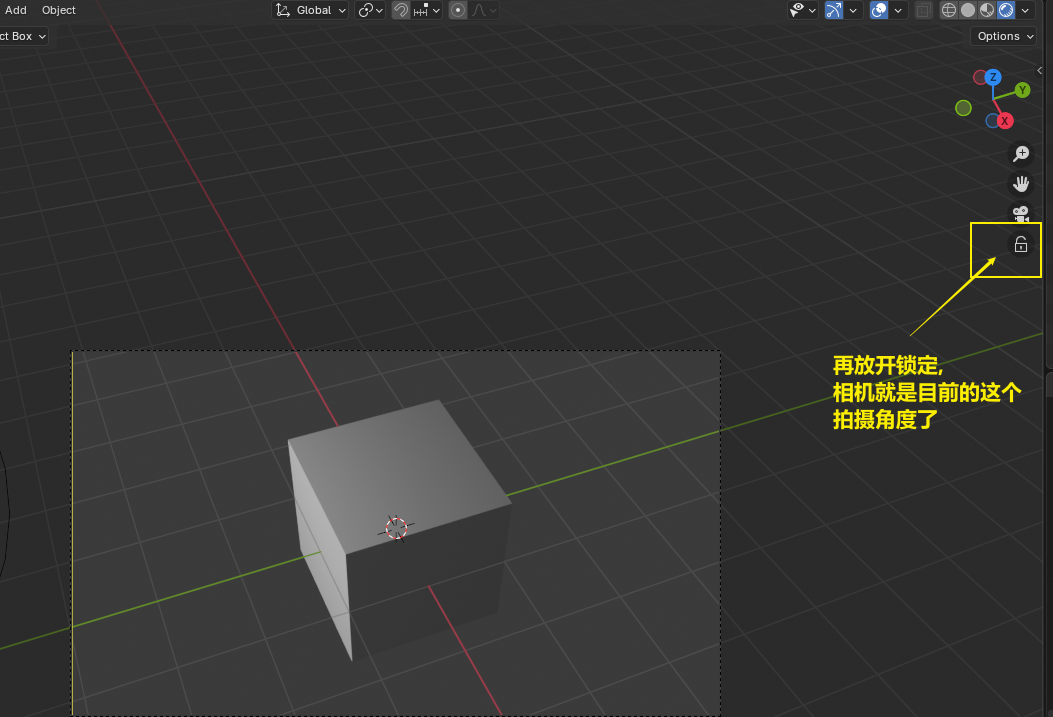 Add Object Global
ct Box Options
Z
Y
X
再放开锁定,
相机就是目前的这个
拍摄角度了